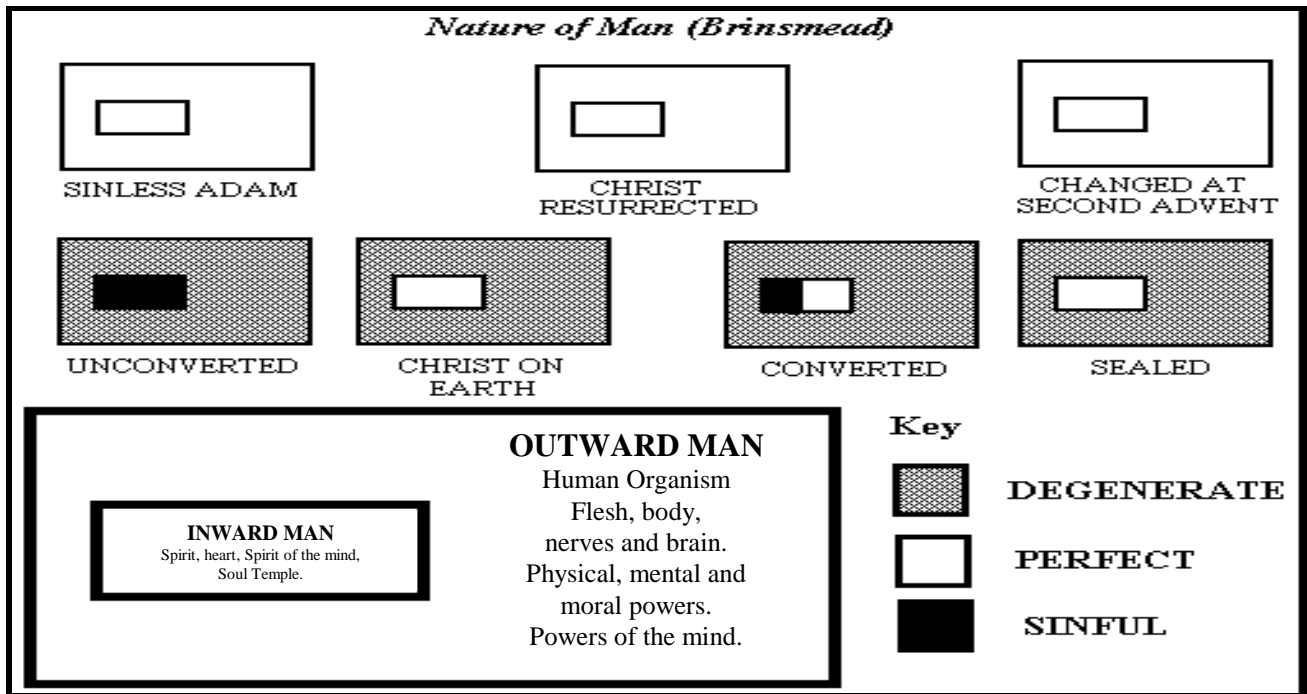 Nature of Man (Brinsmead)
SINLESS ADAM
CHRIST
RESURRECTED
CHANGED AT
SECOND ADVENT
UNCONVERTED
CHRIST ON
EARTH
CONVERTED
SEALED
INWARD MAN
Spirit, heart, Spirit of the mind,
Soul Temple.
OUTWARD MAN
Human Organism
Flesh, body,
nerves and brain.
Physical, mental and
moral powers.
Powers of the mind.
Key
DEGENERATE
PERFECT
SINFUL